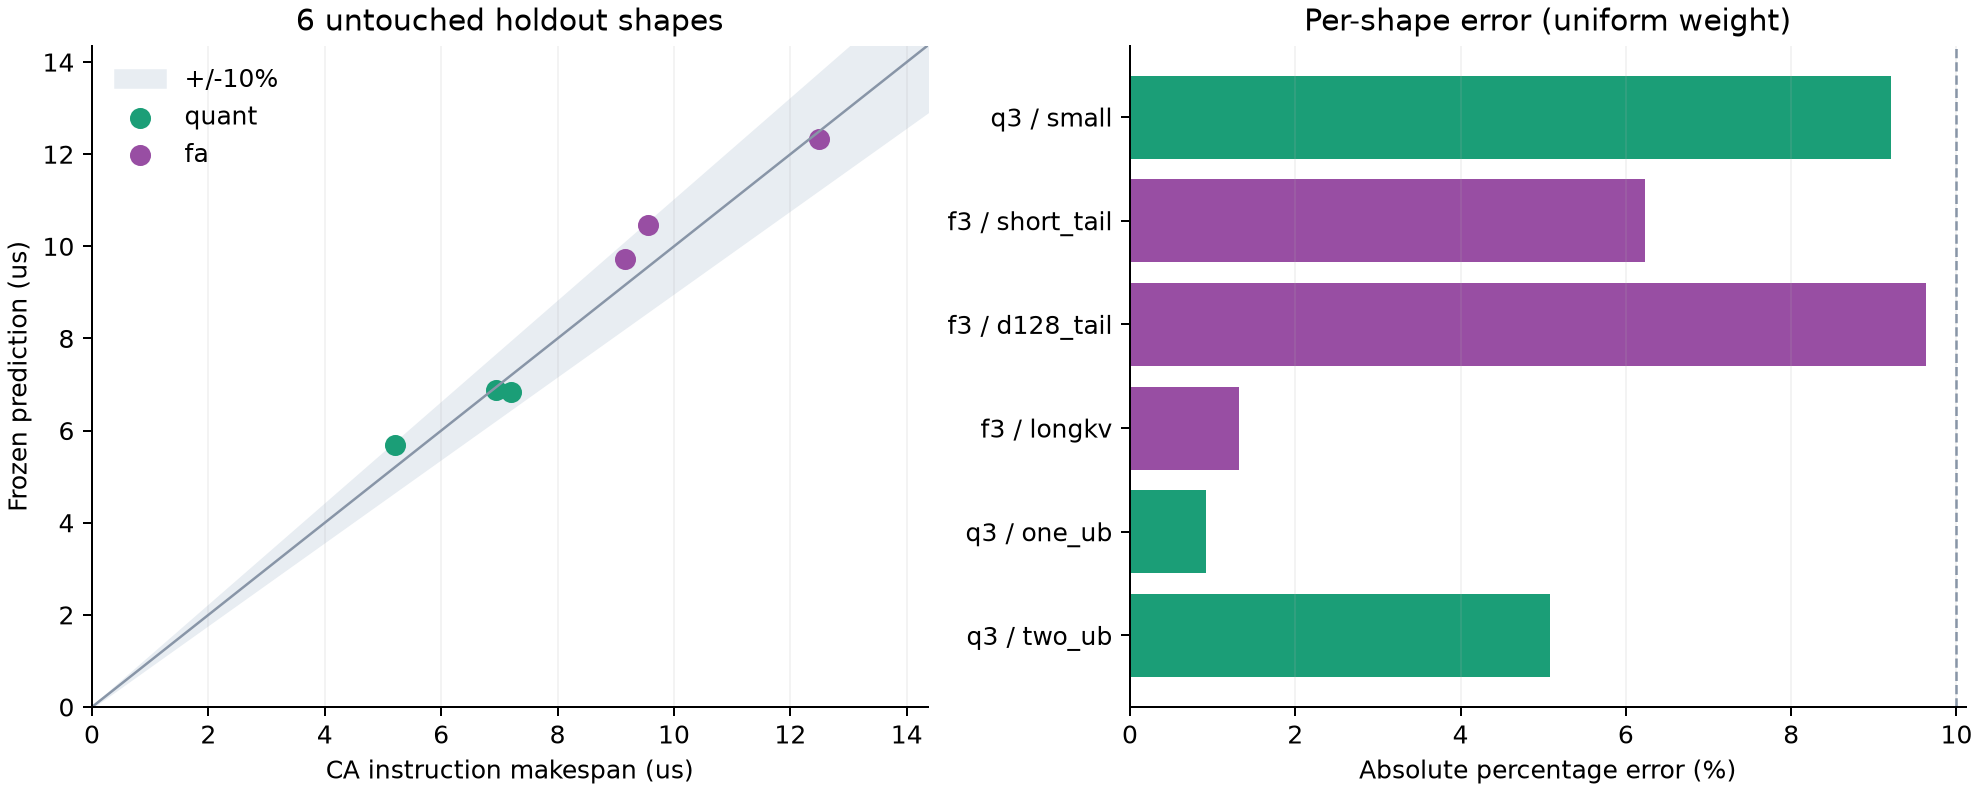 6 untouched holdout shapes
14
12
10
8
6
4
2
0
Frozen prediction (us)
+/-10%
quant
fa
0 2 4 6 8 10 12 14
CA instruction makespan (us)
Per-shape error (uniform weight)
q3 / small
f3 / short_tail
f3 / d128_tail
f3 / longkv
q3 / one_ub
q3 / two_ub
0 2 4 6 8 10
Absolute percentage error (%)